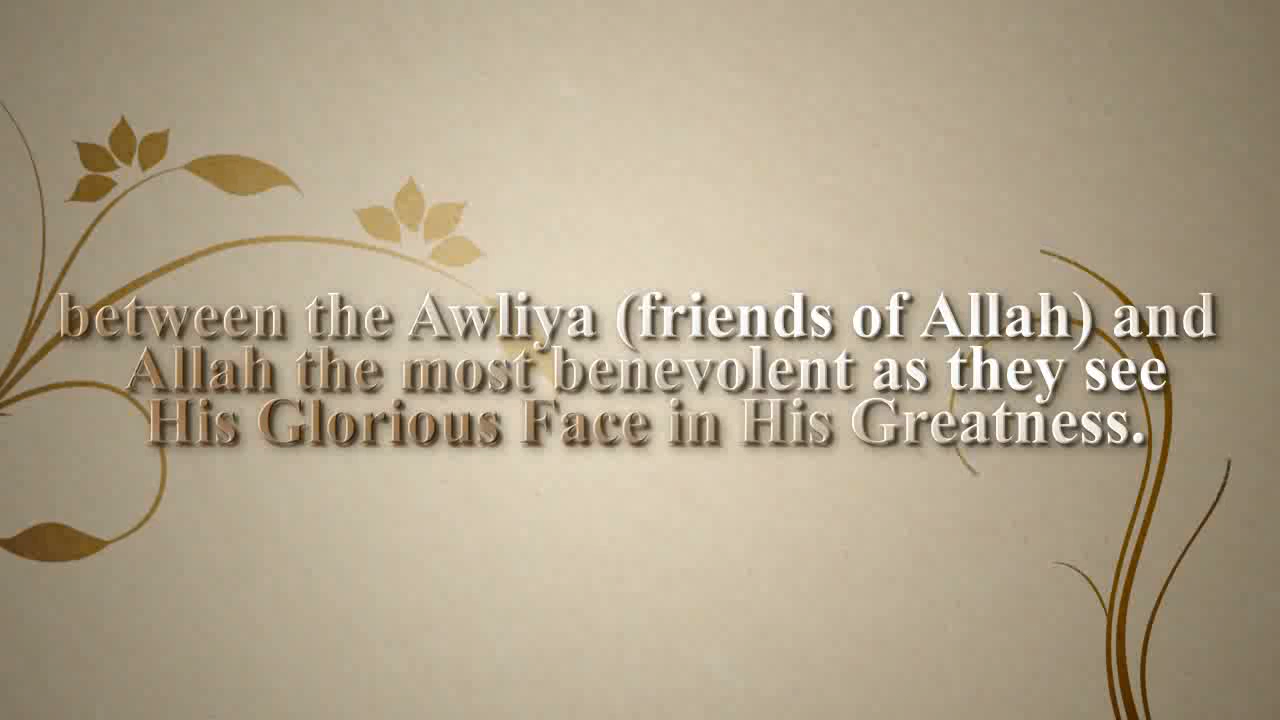 between the Awliya (friends of Allah) and
Allah the most benevolent as they see
His Glorious Face in His Greatness.